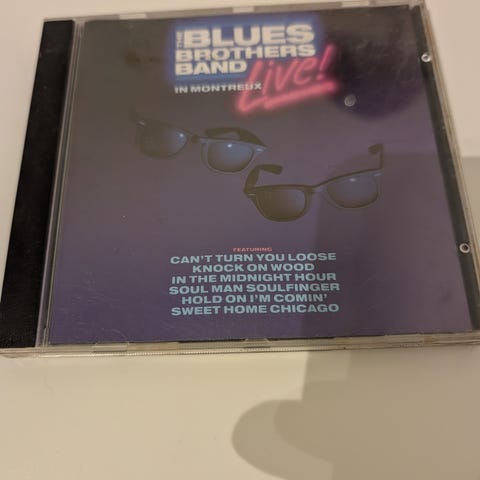 THE BLUES
BROTHERS
BAND Live!
IN MONTREUX
FEATURING
CAN'T TURN YOU LOOSE
KNOCK ON WOOD
IN THE MIDNIGHT HOUR
SOUL MAN SOULFINGER
HOLD ON I'M COMIN'
SWEET HOME CHICAGO